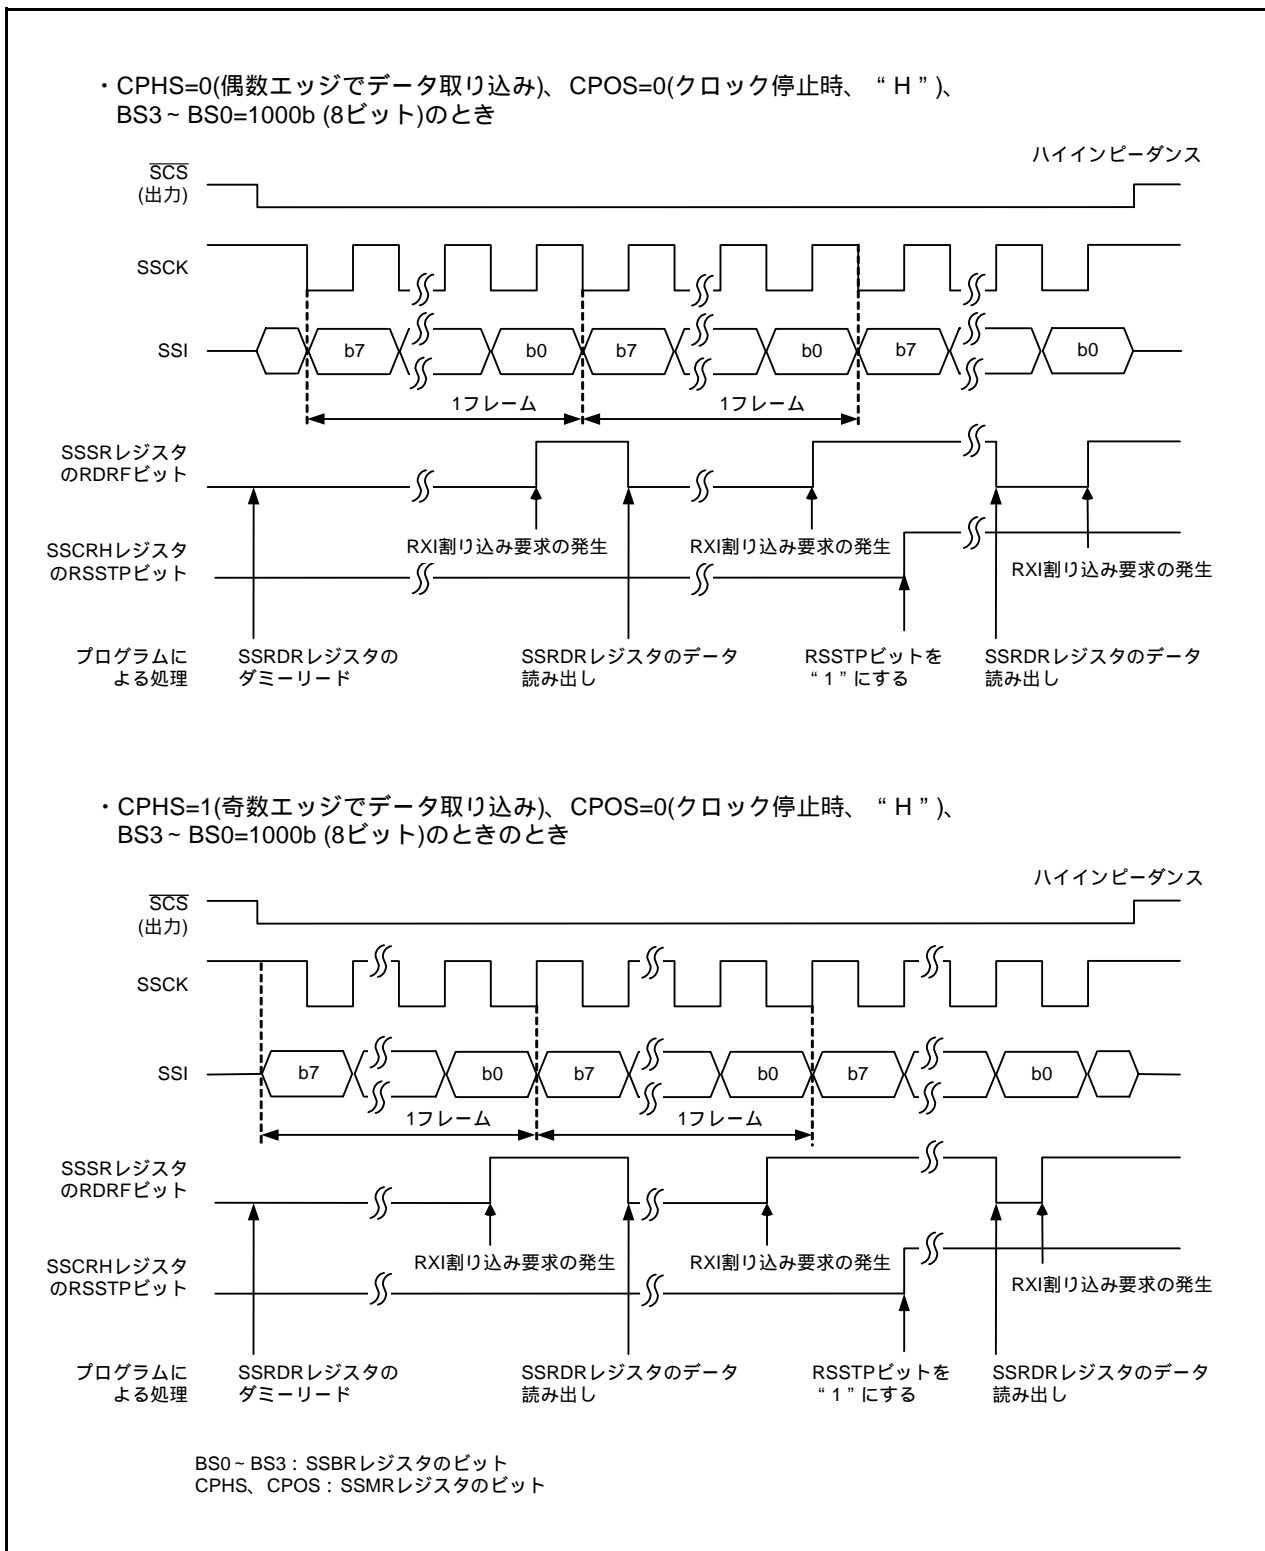 ・CPHS=0(偶数エッジでデータ取り込み)、CPOS=0(クロック停止時、“H”)、
BS3~BS0=1000b (8ビット)のとき
ハイインピーダンス
SCS
(出力)
SSCK
SSI
b7
b0
b7
b0
b7
b0
1フレーム
1フレーム
SSSRレジスタ
のRDRFビット
RXI割り込み要求の発生
RXI割り込み要求の発生
RXI割り込み要求の発生
SSCRHレジスタ
のRSSTPビット
プログラムに
よる処理
SSRDRレジスタの
ダミーリード
SSRDRレジスタのデータ
読み出し
RSSTPビットを
“1”にする
SSRDRレジスタのデータ
読み出し
・CPHS=1(奇数エッジでデータ取り込み)、CPOS=0(クロック停止時、“H”)、
BS3~BS0=1000b (8ビット)のときのとき
ハイインピーダンス
SCS
(出力)
SSCK
SSI
b7
b0
b7
b0
b7
b0
1フレーム
1フレーム
SSSRレジスタ
のRDRFビット
RXI割り込み要求の発生
RXI割り込み要求の発生
RXI割り込み要求の発生
SSCRHレジスタ
のRSSTPビット
プログラムに
よる処理
SSRDRレジスタの
ダミーリード
SSRDRレジスタのデータ
読み出し
RSSTPビットを
“1”にする
SSRDRレジスタのデータ
読み出し
BS0~BS3:SSBRレジスタのビット
CPHS、CPOS:SSMRレジスタのビット